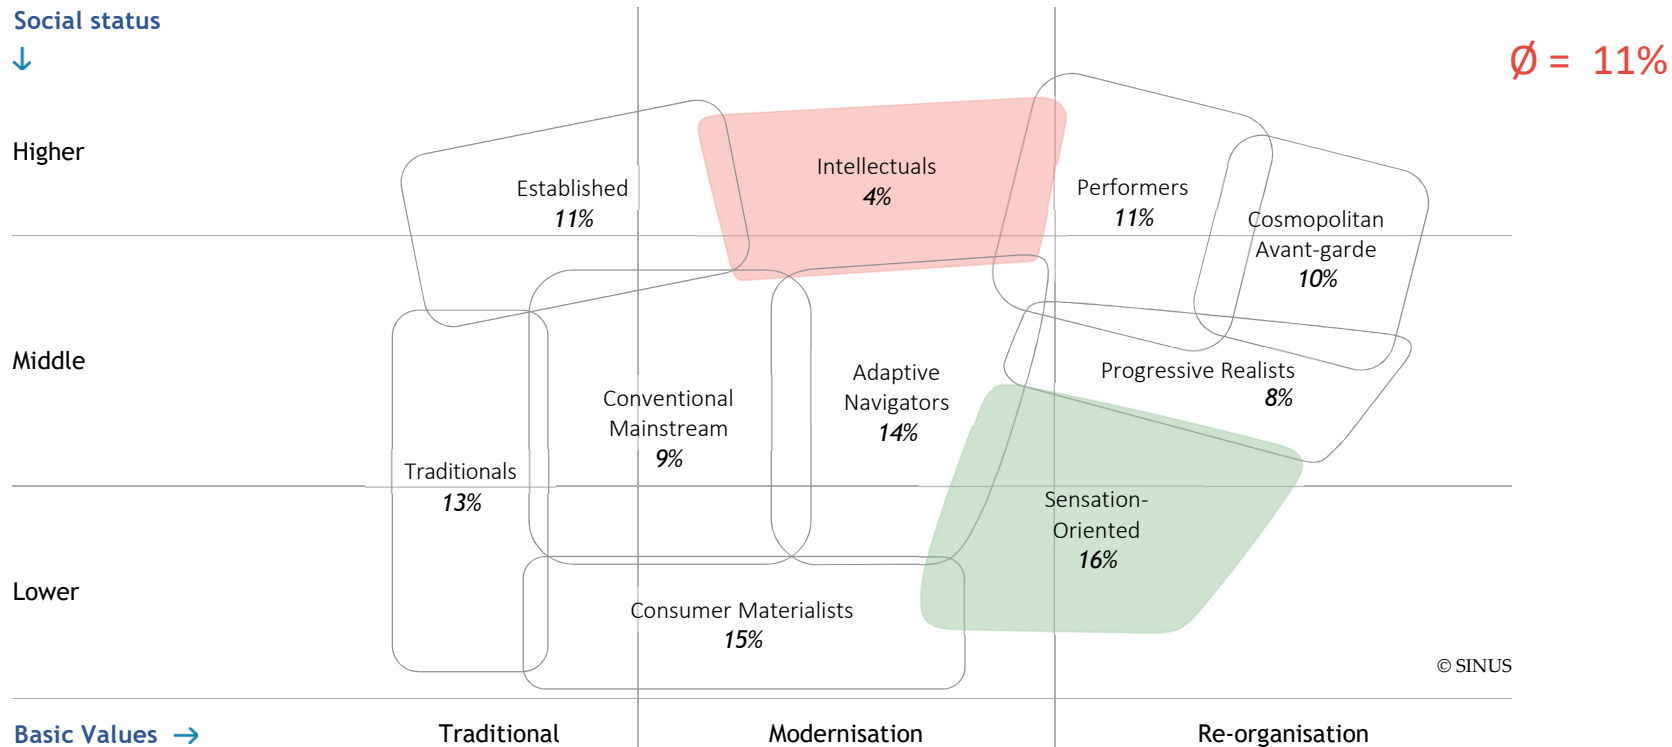 Social status
↓
Ø = 11%
Higher
Established
11%
Intellectuals
4%
Performers
11%
Cosmopolitan
Avant-garde
10%
Middle
Traditionals
13%
Conventional
Mainstream
9%
Adaptive
Navigators
14%
Progressive Realists
8%
Sensation-
Oriented
16%
Lower
Consumer Materialists
15%
© SINUS
Basic Values →
Traditional
Modernisation
Re-organisation